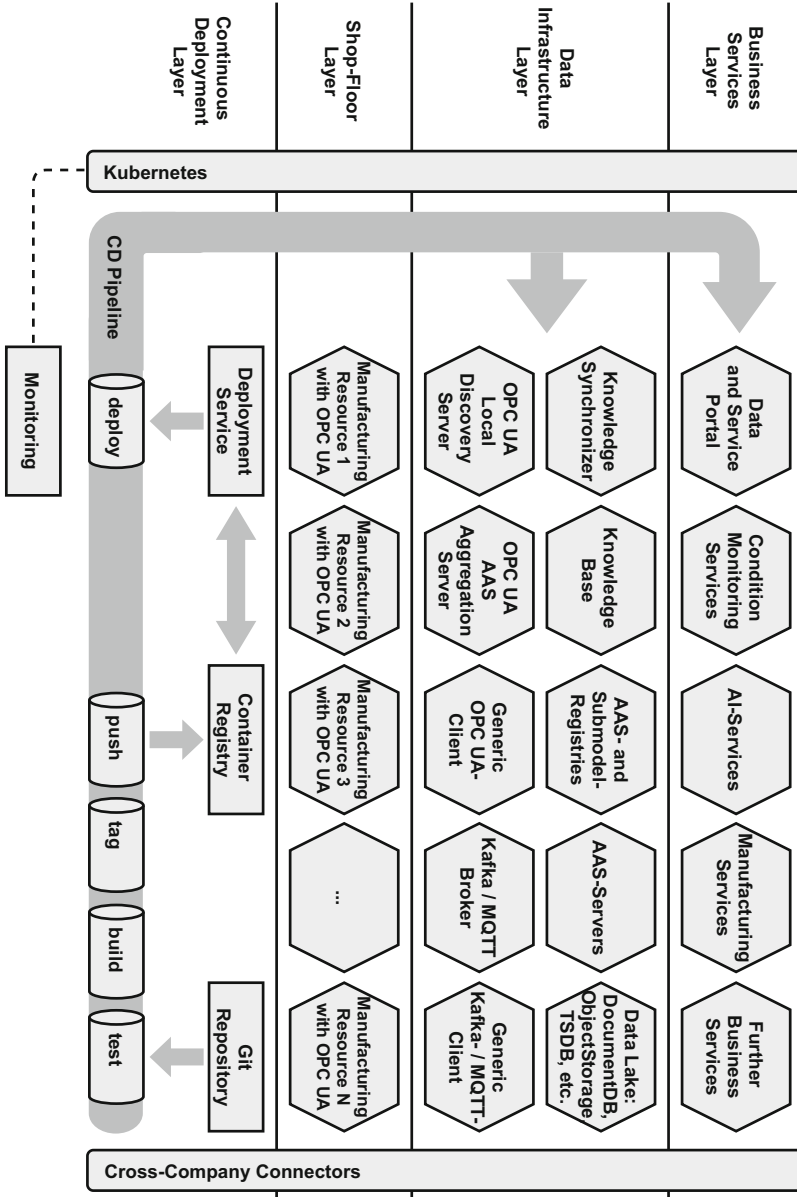 Business
Services
Layer
Data
and Service
Portal
Condition
Monitoring
Services
AI-Services
Manufacturing
Services
Further
Business
Services
Data
Infrastructure
Layer
Knowledge
Synchronizer
Knowledge
Base
AAS- and
Submodel-
Registries
AAS-Servers
Data Lake:
DocumentDB,
ObjectStorage,
TSDB, etc.
OPC UA
Local
Discovery
Server
OPC UA
AAS
Aggregation
Server
Generic
OPC UA-
Client
Kafka / MQTT
Broker
Generic
Kafka- / MQTT-
Client
Shop-Floor
Layer
Manufacturing
Resource 1
with OPC UA
Manufacturing
Resource 2
with OPC UA
Manufacturing
Resource 3
with OPC UA
...
Manufacturing
Resource N
with OPC UA
Continuous
Deployment
Layer
Deployment
Service
Container
Registry
Git
Repository
CD Pipeline
deploy
push
tag
build
test
Monitoring
Kubernetes
Cross-Company Connectors